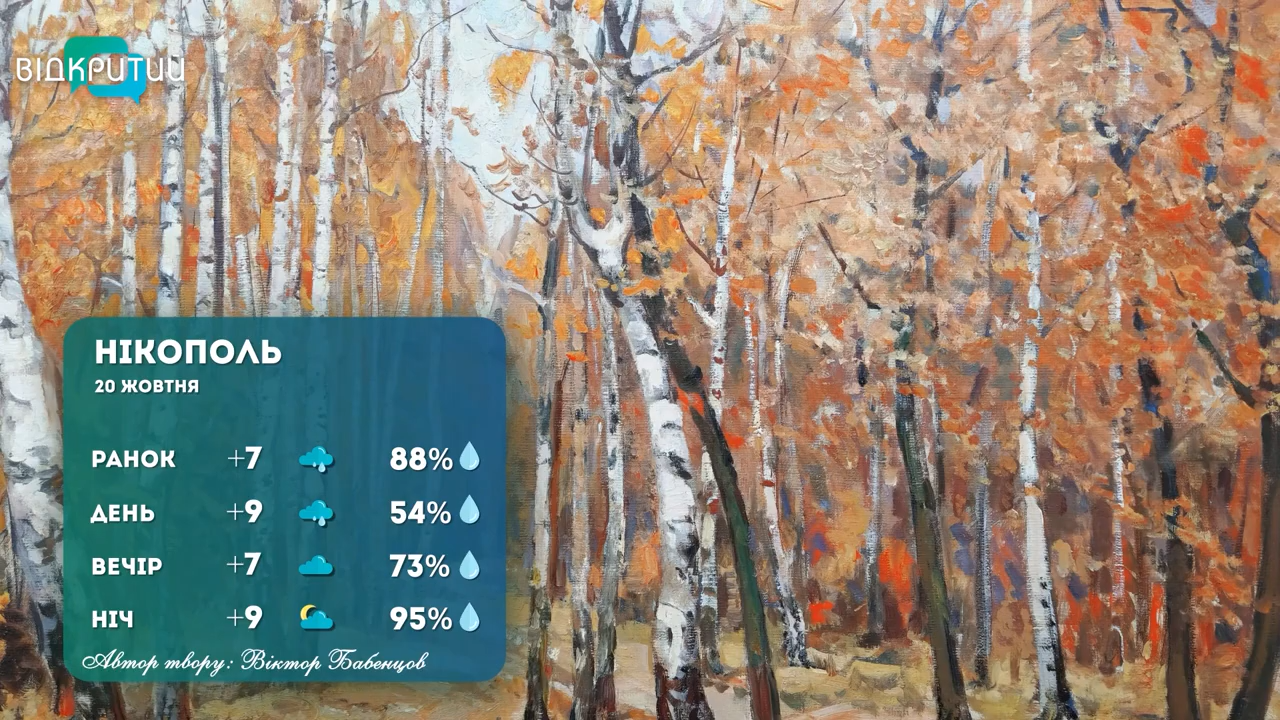 ВІДКРИТИЙ
НІКОПОЛЬ
20 ЖОВТНЯ
РАНОК +7 88%
ДЕНЬ +9 54%
ВЕЧІР +7 73%
НІЧ +9 95%
Автор твору: Віктор Бабенцов